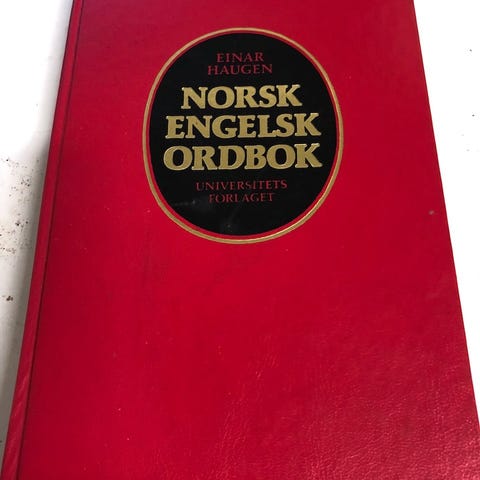 EINAR
HAUGEN
NORSK
ENGELSK
ORDBOK
UNIVERSITETS
FORLAGET